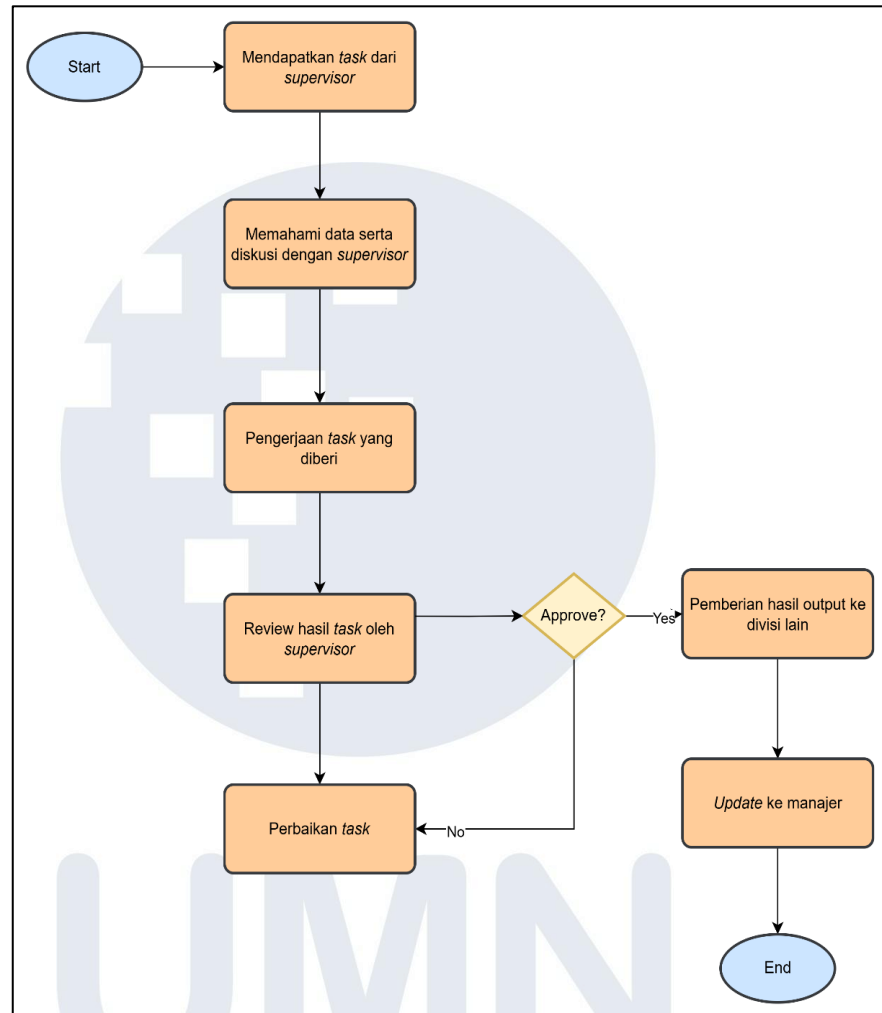 Start
Mendapatkan task dari
supervisor
Memahami data serta
diskusi dengan supervisor
Pengerjaan task yang
diberi
Review hasil task oleh
supervisor
Approve?
Yes
Pemberian hasil output ke
divisi lain
Perbaikan task
No
Update ke manajer
End
UMN